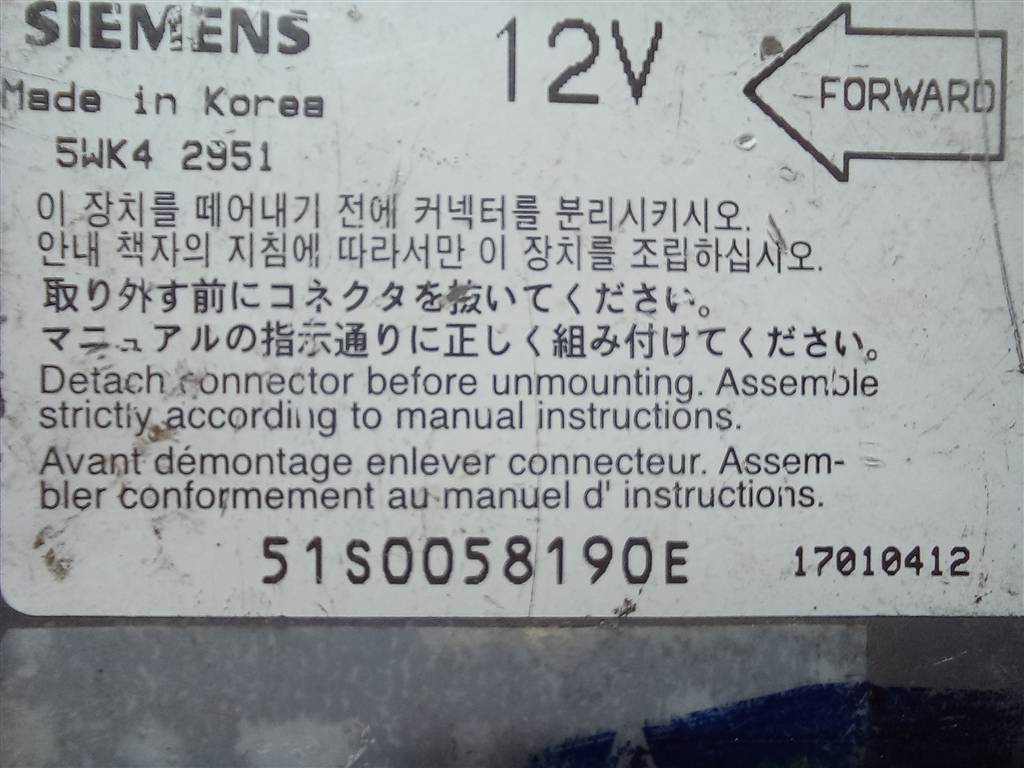 SIEMENS
12V
FORWARD
Made in Korea
5WK4 2951
이 장치를 떼어내기 전에 커넥터를 분리시키시오.
안내 책자의 지침에 따라서만 이 장치를 조립하십시오.
取り外す前にコネクタを抜いてください。
マニュアルの指示通りに正しく組み付けてください。
Detach connector before unmounting. Assemble
strictly according to manual instructions.
Avant démontage enlever connecteur. Assem-
bler conformement au manuel d' instructions.
51S0058190E
17010412